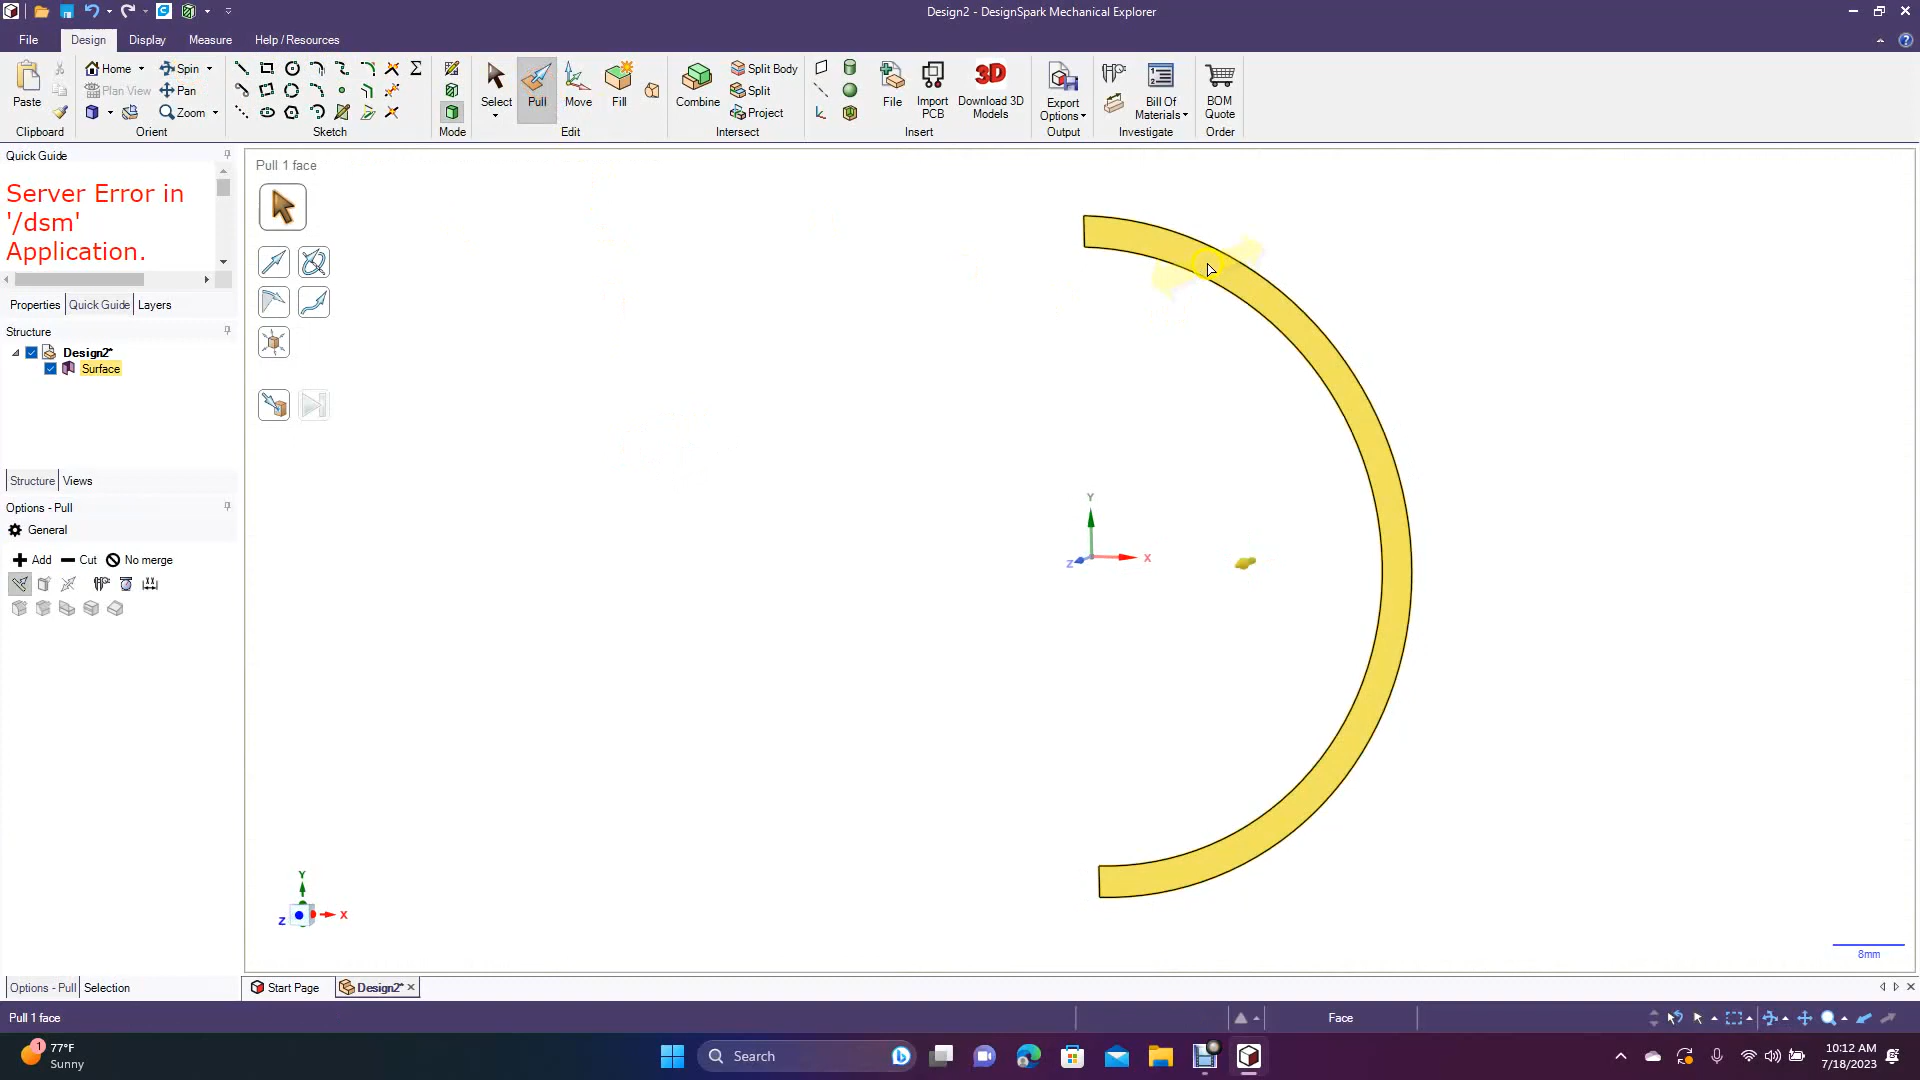 Design2 - DesignSpark Mechanical Explorer
File Design Display Measure Help / Resources
Paste
Clipboard
Home Spin
Plan View Pan
Zoom
Orient
Sketch
Mode
Select Pull Move Fill
Edit
Combine
Split Body
Split
Project
Intersect
File
Import PCB
Download 3D Models
3D
Insert
Export Options
Output
Bill Of Materials
Investigate
BOM Quote
Order
Quick Guide
Server Error in
'/dsm'
Application.
Properties Quick Guide Layers
Structure
Design2*
Surface
Structure Views
Options - Pull
General
Add Cut No merge
Options - Pull Selection
Pull 1 face
Y
X
Z
Y
X
Z
8mm
Start Page Design2*
Pull 1 face
Face
1
77°F
Sunny
Search
10:12 AM
7/18/2023